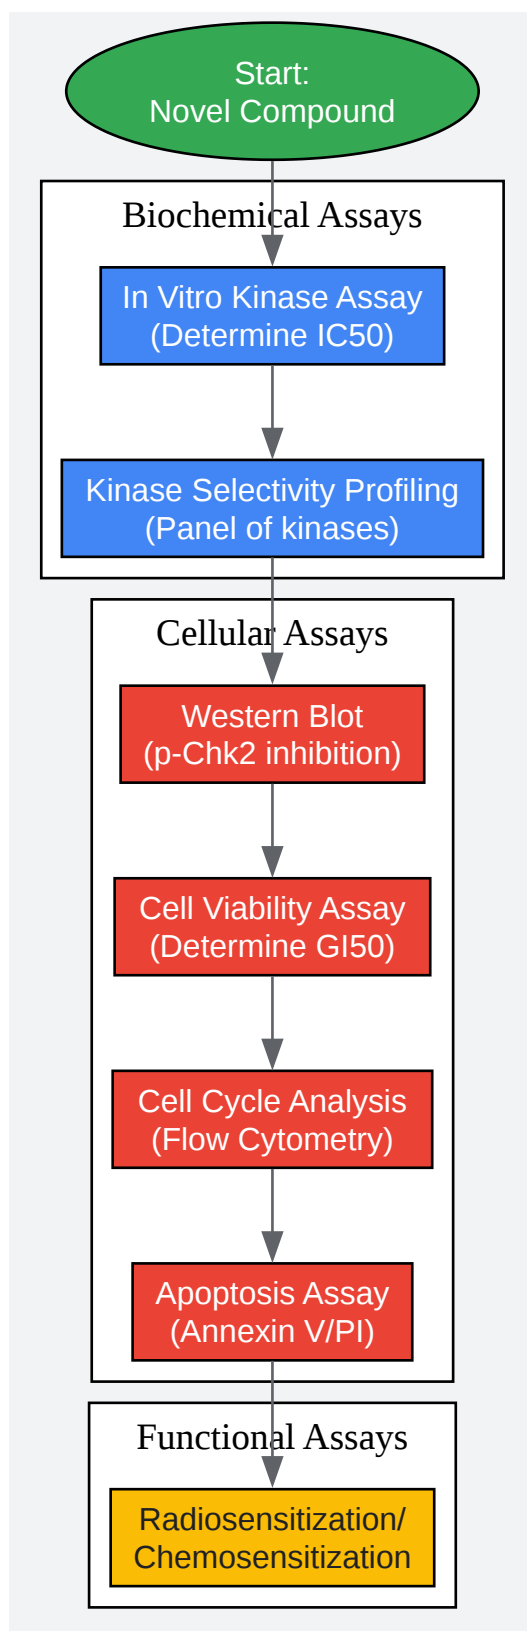 Start:
Novel Compound
Biochemical Assays
In Vitro Kinase Assay
(Determine IC50)
Kinase Selectivity Profiling
(Panel of kinases)
Cellular Assays
Western Blot
(p-Chk2 inhibition)
Cell Viability Assay
(Determine GI50)
Cell Cycle Analysis
(Flow Cytometry)
Apoptosis Assay
(Annexin V/PI)
Functional Assays
Radiosensitization/
Chemosensitization